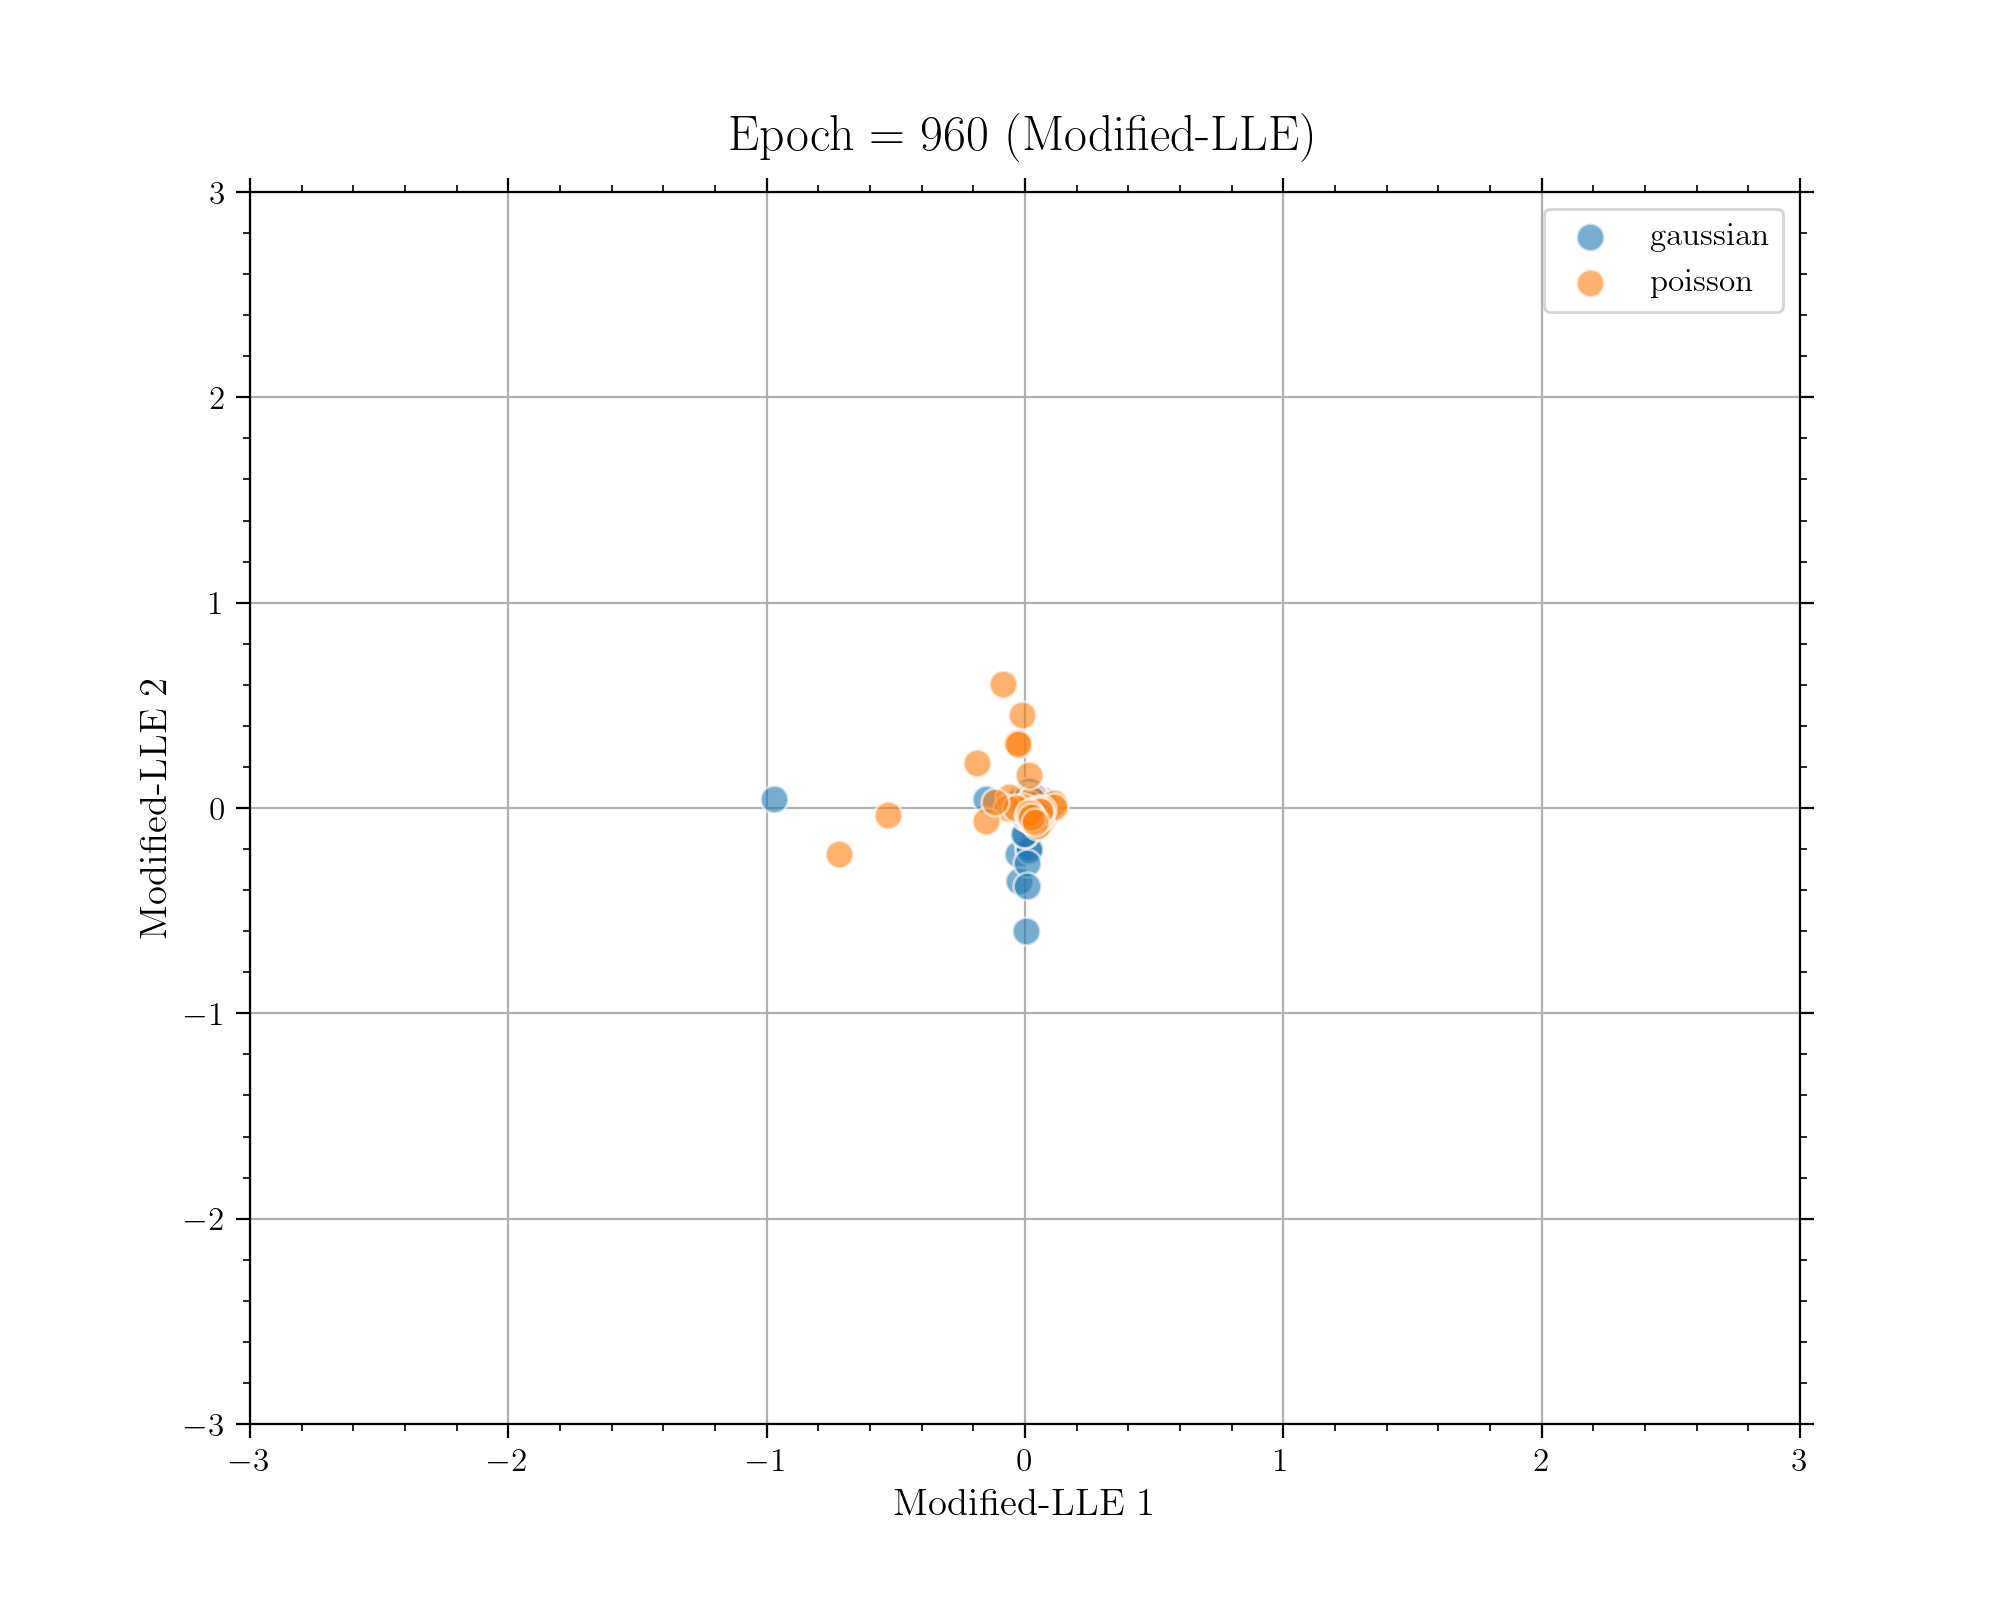 Epoch = 960 (Modified-LLE)
gaussian
poisson
3
2
1
0
−1
−2
−3
Modified-LLE 2
−3
−2
−1
0
1
2
3
Modified-LLE 1